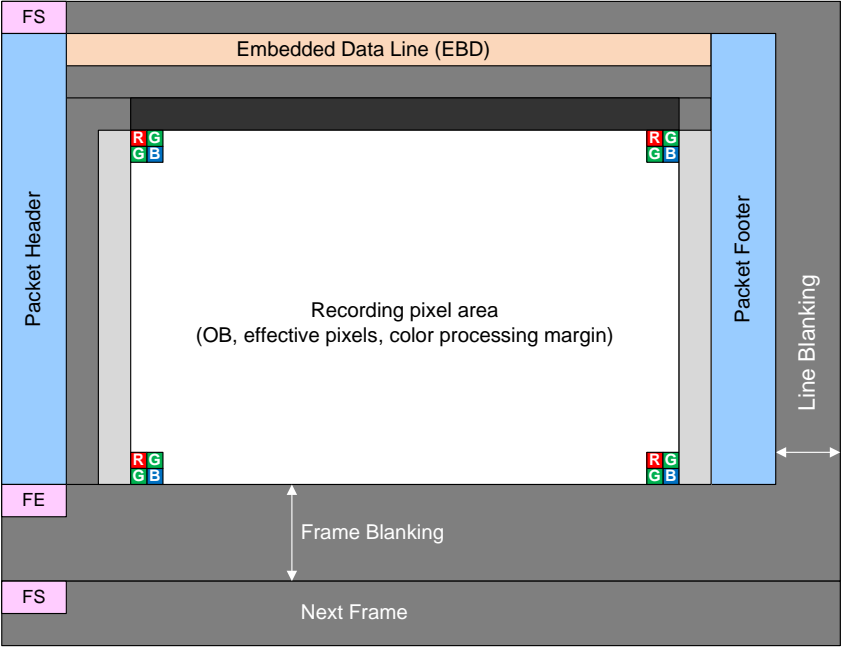 FS
Embedded Data Line (EBD)
R G
G B
R G
G B
Packet Header
Recording pixel area
(OB, effective pixels, color processing margin)
Packet Footer
Line Blanking
R G
G B
R G
G B
FE
Frame Blanking
FS
Next Frame